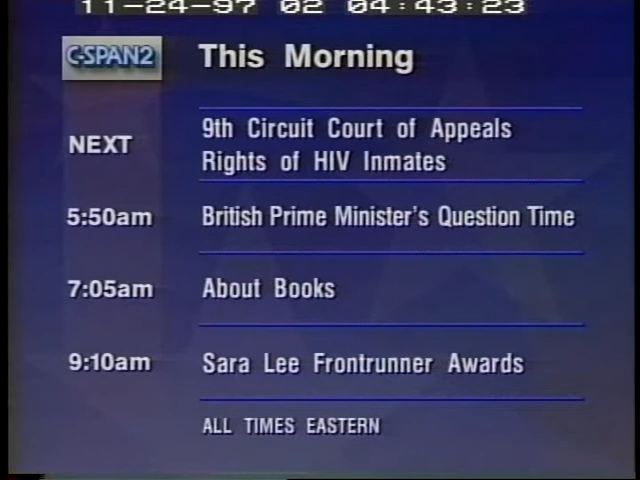 11-24-97 02 04:43:23
C-SPAN2 This Morning
NEXT 9th Circuit Court of Appeals
Rights of HIV Inmates
5:50am British Prime Minister's Question Time
7:05am About Books
9:10am Sara Lee Frontrunner Awards
ALL TIMES EASTERN